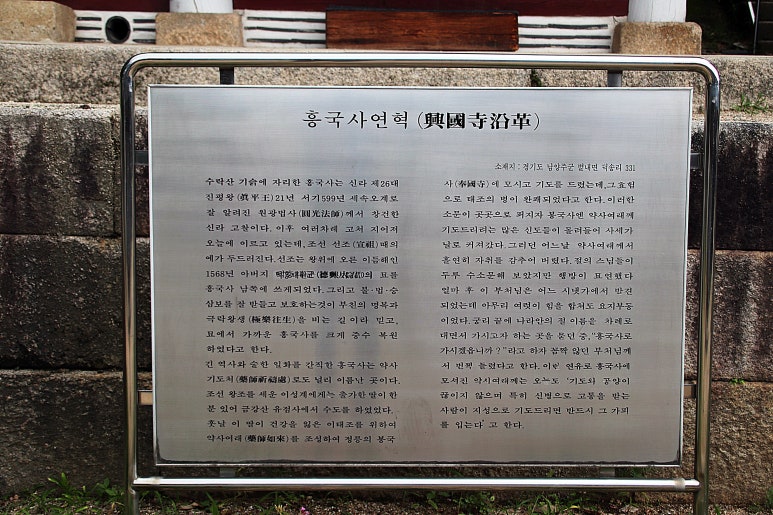 흥국사연혁 (興國寺沿革)
소재지 : 경기도 남양주군 별내면 덕송리 331
수락산 기슭에 자리한 흥국사는 신라 제26대
진평왕(眞平王)21년 서기599년 세속오계로
잘 알려진 원광법사(圓光法師)께서 창건한
신라 고찰이다. 이후 여러차례 고쳐 지어져
오늘에 이르고 있는데, 조선 선조(宣祖)때의
예가 두드러진다. 선조는 왕위에 오른 이듬해인
1568년 아버지 의 묘를
흥국사 남쪽에 쓰게되었다. 그리고 불·법·승
삼보를 잘 받들고 보호하는것이 부친의 명복과
극락왕생(極樂往生)을 비는 길이라 믿고,
묘에서 가까운 흥국사를 크게 중수 복원
하였다고 한다.
긴 역사와 숱한 일화를 간직한 흥국사는 약사
기도처(藥師祈禱處)로도 널리 이름난 곳이다.
조선 왕조를 세운 이성계에게는 출가한 딸이 한
분 있어 금강산 유점사에서 수도를 하였었다.
훗날 이 딸이 건강을 잃은 이태조를 위하여
약사여래(藥師如來)를 조성하여 정릉의 봉국
사(奉國寺)에 모시고 기도를 드렸는데,그효험
으로 태조의 병이 완쾌되었다고 한다. 이러한
소문이 곳곳으로 퍼지자 봉국사엔 약사여래께
기도드리려는 많은 신도들이 몰려들어 사세가
날로 커져갔다. 그러던 어느날 약사여래께서
홀연히 자취를 감추어 버렸다. 절의 스님들이
두루 수소문해 보았지만 행방이 묘연했다
얼마 후 이 부처님은 어느 시냇가에서 발견
되었는데 아무리 여럿이 힘을 합쳐도 요지부동
이었다. 궁리 끝에 나라안의 절 이름을 차례로
대면서 가시고자 하는 곳을 묻던 중, "흥국사로
가시겠읍니까?"라고 하자 꼼짝 않던 부처님께
서 번쩍 들렸다고 한다. 이런 연유로 흥국사에
모셔진 약사여래께는 오늘도 '기도와 공양이
끊이지 않으며 특히 신병으로 고통을 받는
사람이 지성으로 기도드리면 반드시 그 가피
를 입는다' 고 한다.